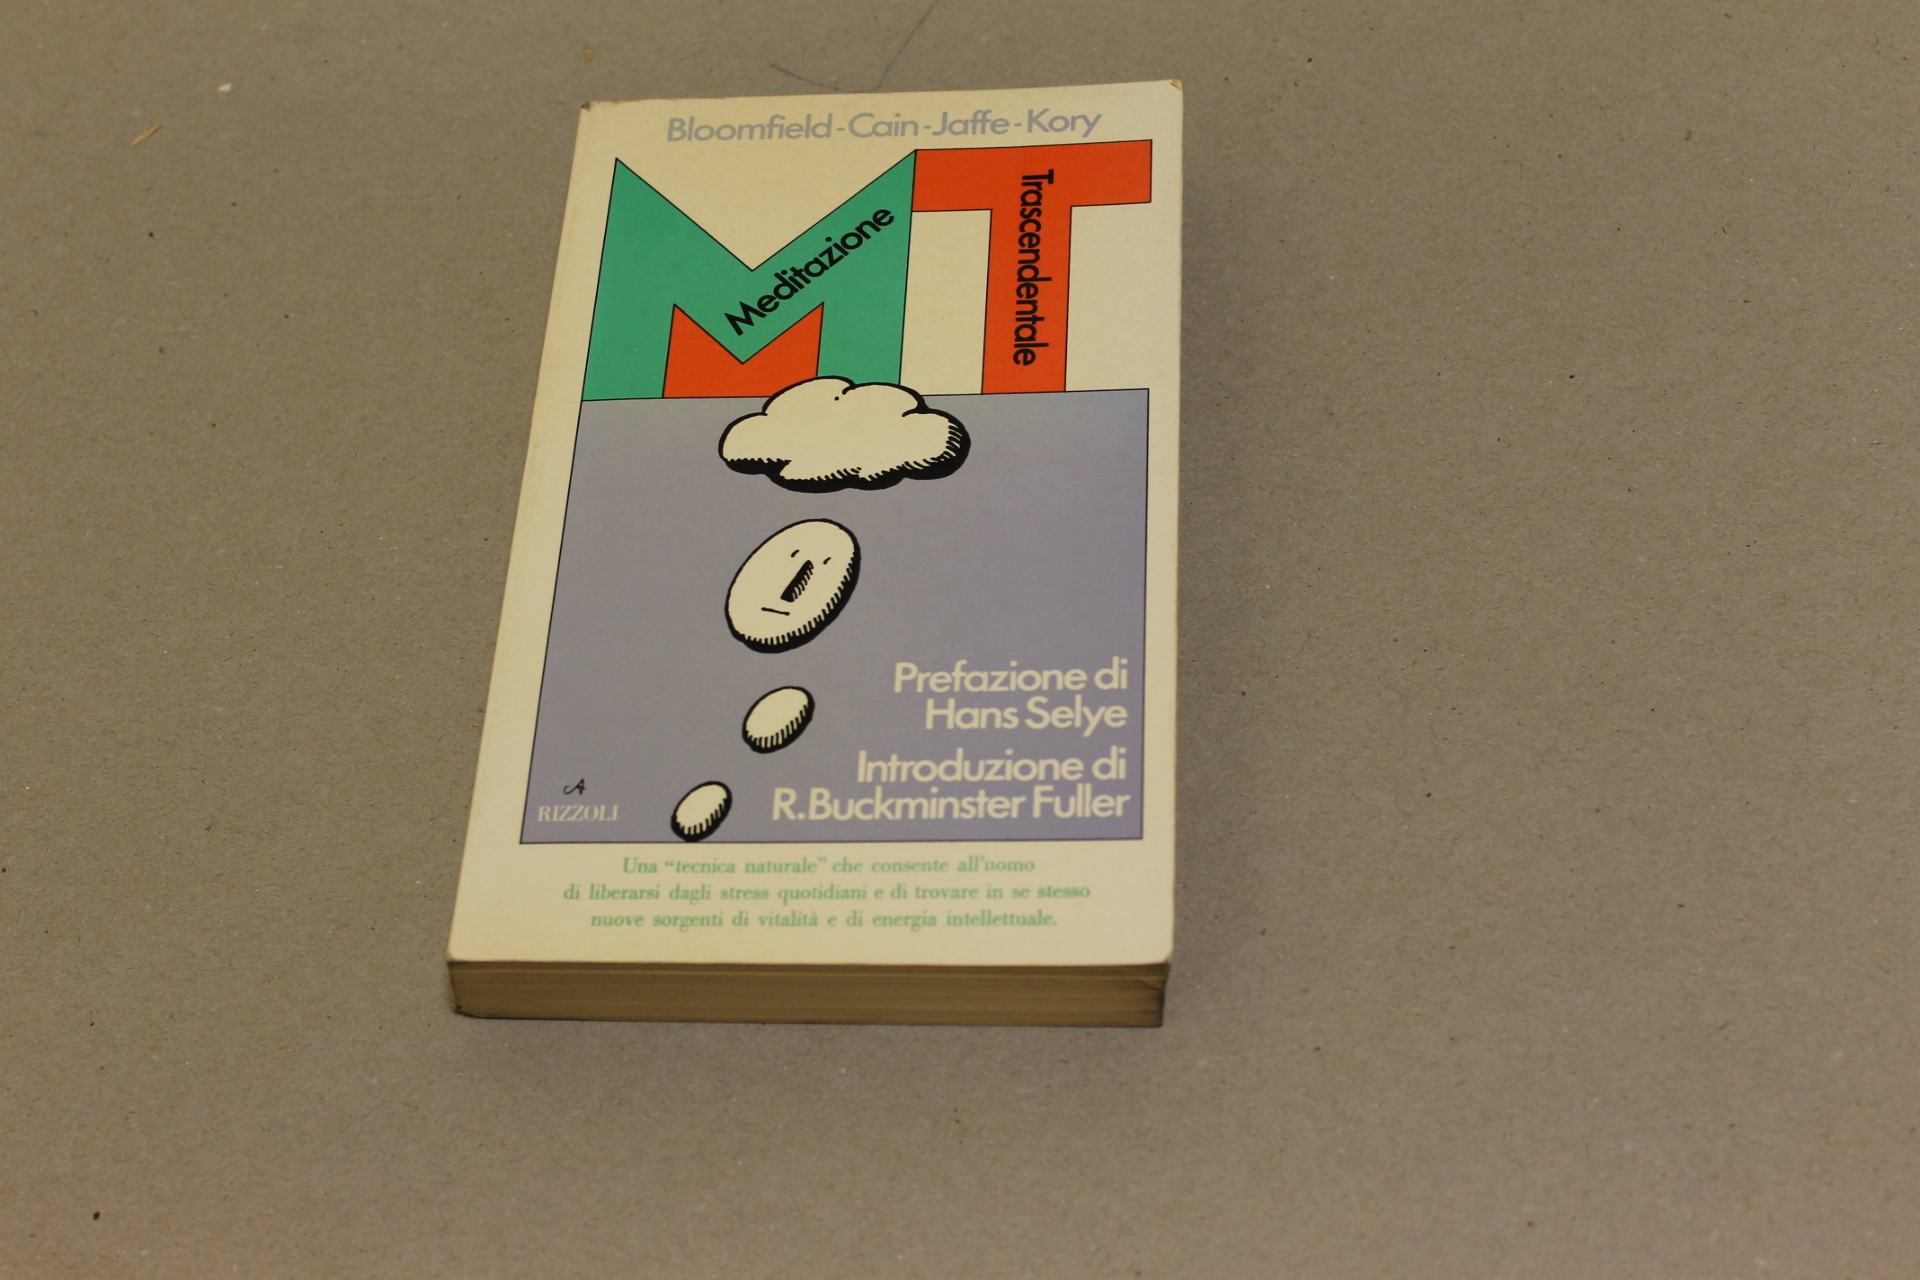 Bloomfield-Cain-Jaffe-Kory
MT
Meditazione
Trascendentale
Prefazione di
Hans Selye
Introduzione di
R.Buckminster Fuller
RIZZOLI
Una “tecnica naturale” che consente all'uomo
di liberarsi dagli stress quotidiani e di trovare in se stesso
nuove sorgenti di vitalità e di energia intellettuale.